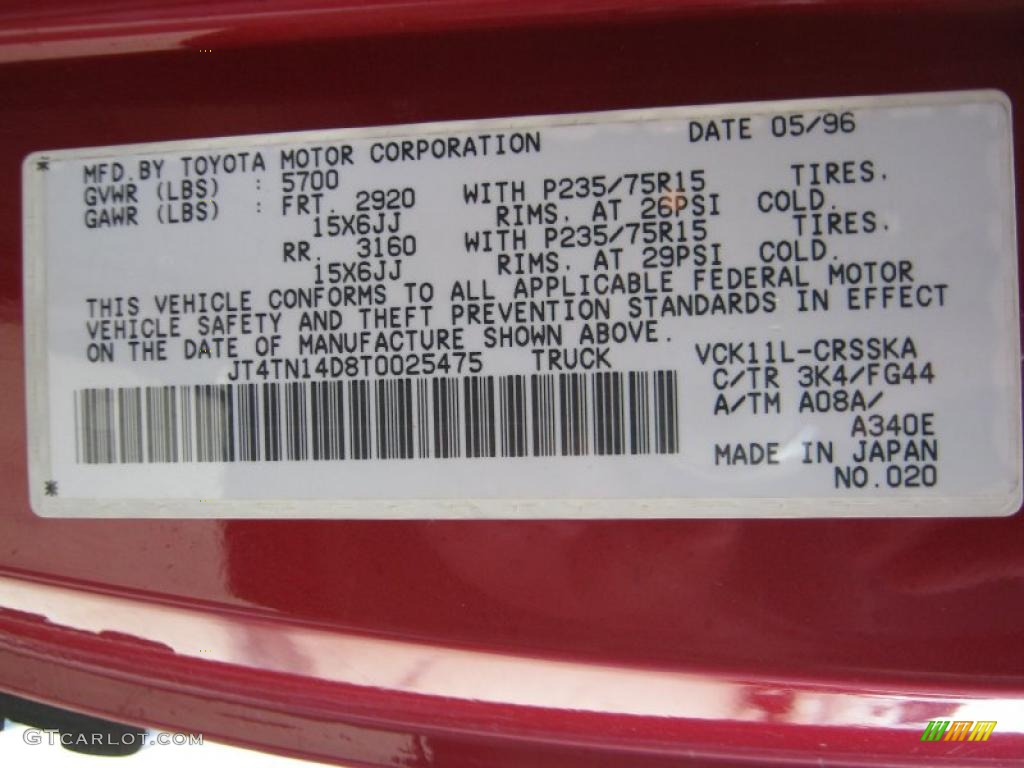 MFD. BY TOYOTA MOTOR CORPORATION DATE 05/96
GVWR (LBS) : 5700
GAWR (LBS) : FRT. 2920 WITH P235/75R15 TIRES.
15X6JJ RIMS. AT 26PSI COLD.
RR. 3160 WITH P235/75R15 TIRES.
15X6JJ RIMS. AT 29PSI COLD.
THIS VEHICLE CONFORMS TO ALL APPLICABLE FEDERAL MOTOR
VEHICLE SAFETY AND THEFT PREVENTION STANDARDS IN EFFECT
ON THE DATE OF MANUFACTURE SHOWN ABOVE.
JT4TN14D8T0025475 TRUCK VCK11L-CRSSKA
C/TR 3K4/FG44
A/TM A08A/
A340E
MADE IN JAPAN
NO.020
GTCARLOT.COM